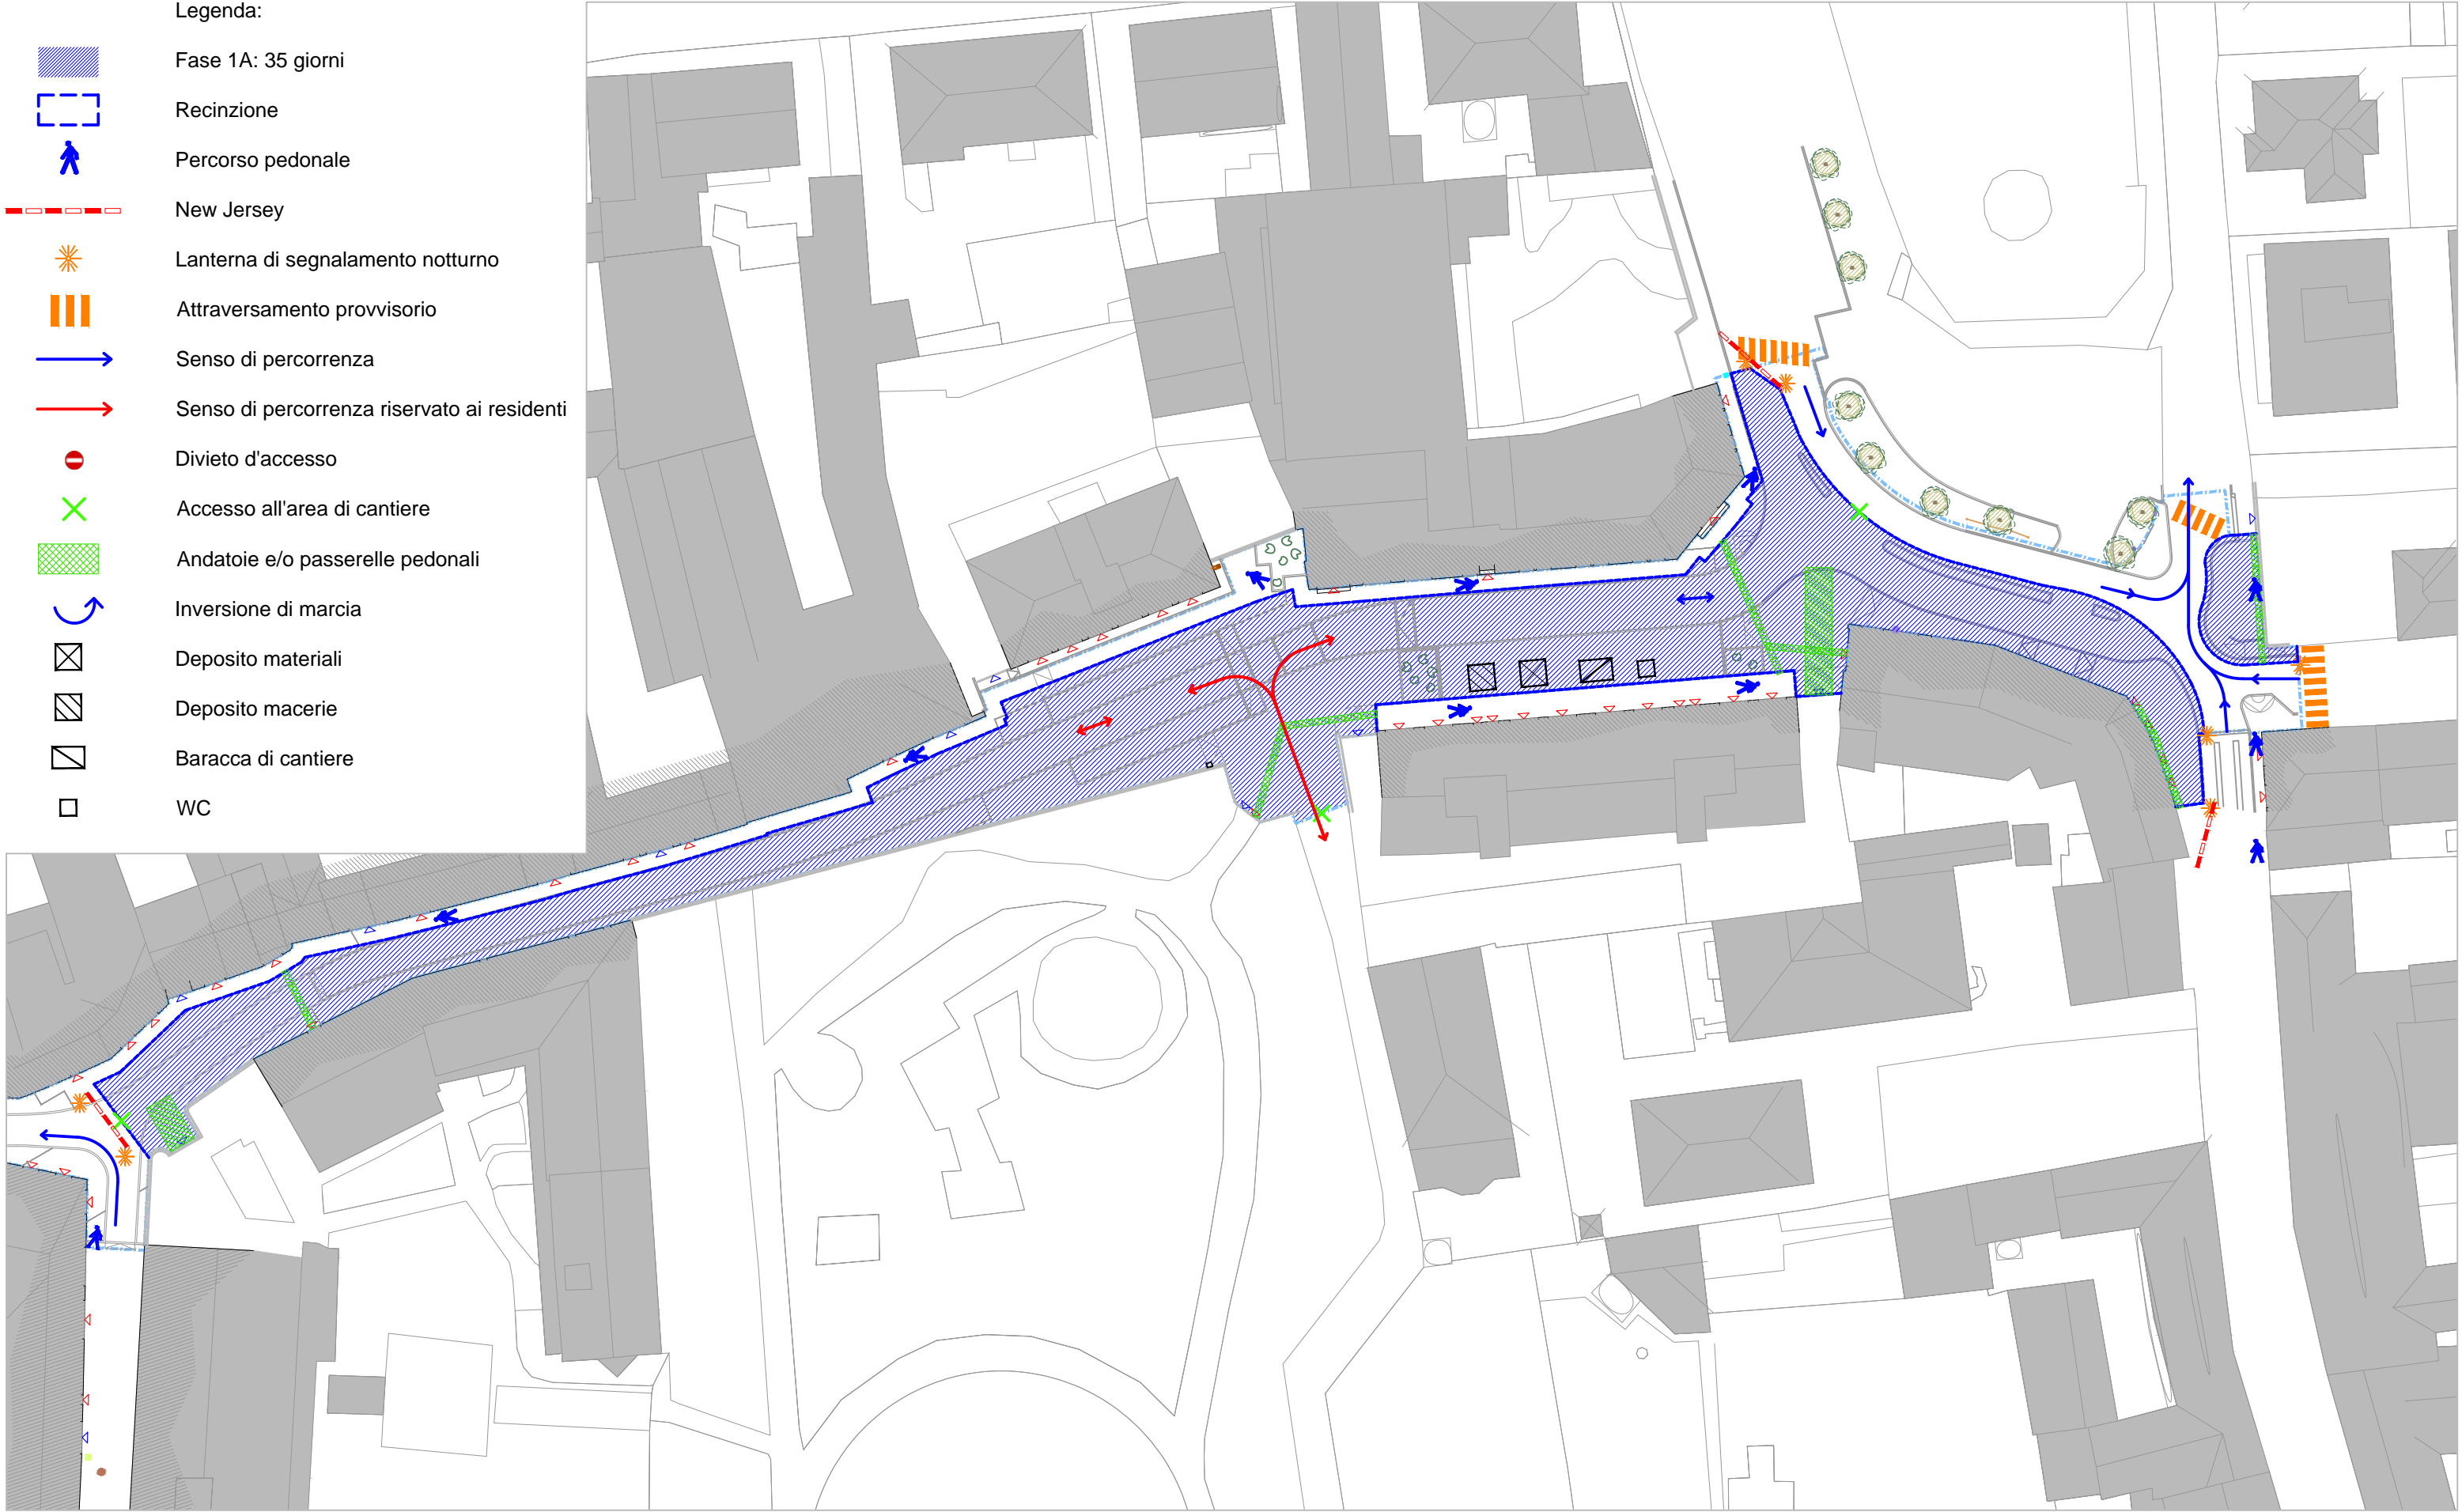 Legenda:
Fase 1A: 35 giorni
Recinzione
Percorso pedonale
New Jersey
Lanterna di segnalamento notturno
Attraversamento provvisorio
Senso di percorrenza
Senso di percorrenza riservato ai residenti
Divieto d'accesso
Accesso all'area di cantiere
Andatoie e/o passerelle pedonali
Inversione di marcia
Deposito materiali
Deposito macerie
Baracca di cantiere
WC